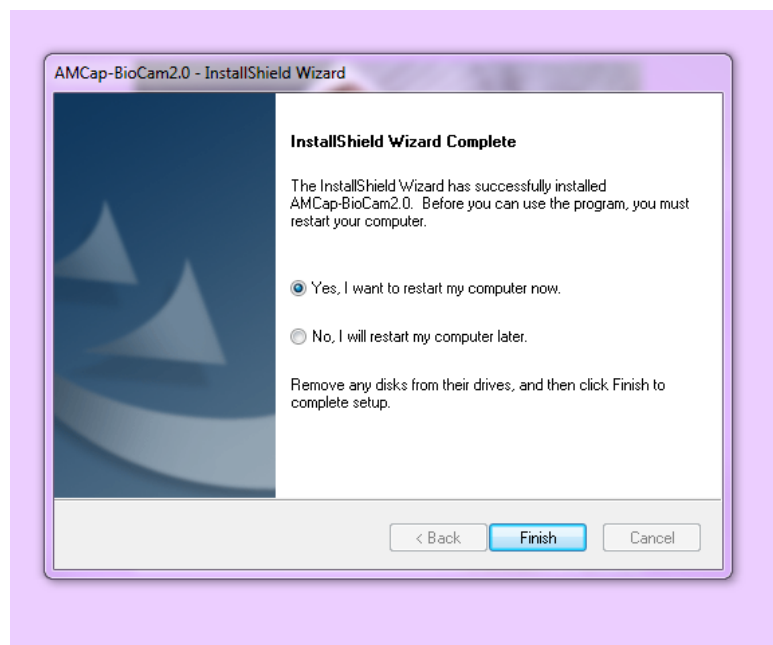 AMCap-BioCam2.0 - InstallShield Wizard
InstallShield Wizard Complete
The InstallShield Wizard has successfully installed
AMCap-BioCam2.0.  Before you can use the program, you must
restart your computer.
Yes, I want to restart my computer now.
No, I will restart my computer later.
Remove any disks from their drives, and then click Finish to
complete setup.
< Back
Finish
Cancel